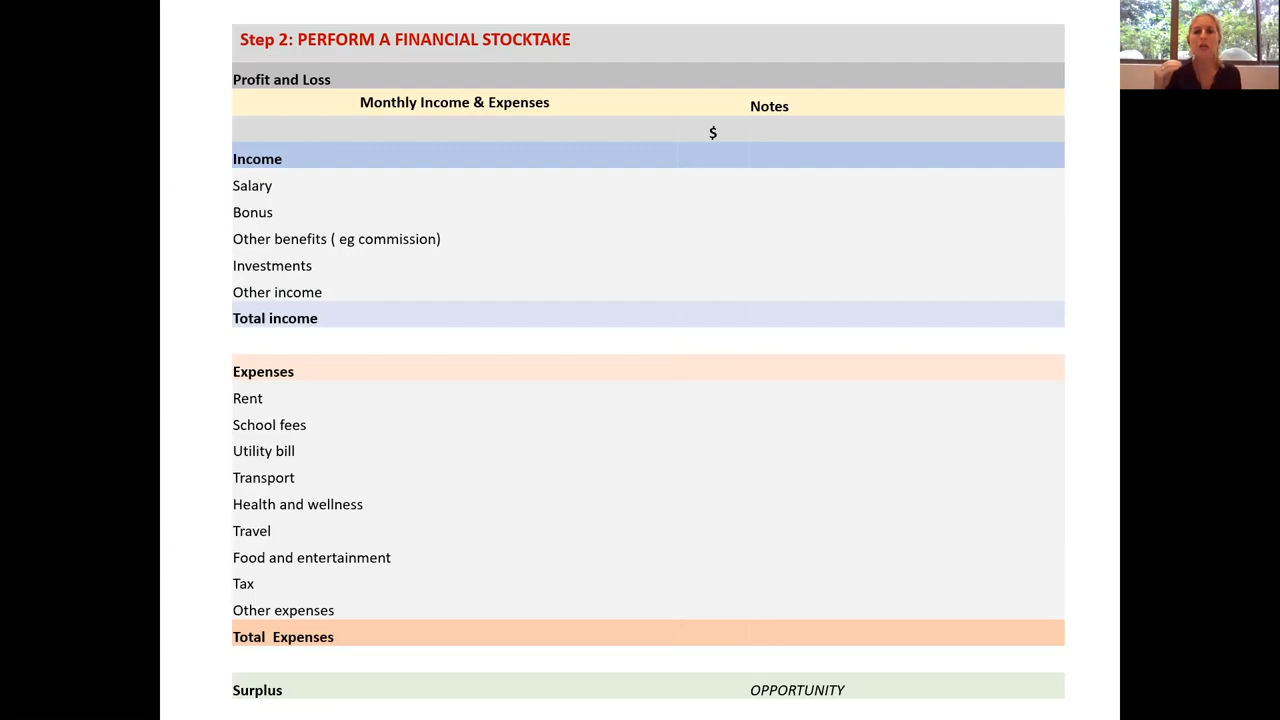 Step 2: PERFORM A FINANCIAL STOCKTAKE
Profit and Loss
Monthly Income & Expenses Notes
$
Income
Salary
Bonus
Other benefits ( eg commission)
Investments
Other income
Total income
Expenses
Rent
School fees
Utility bill
Transport
Health and wellness
Travel
Food and entertainment
Tax
Other expenses
Total Expenses
Surplus OPPORTUNITY